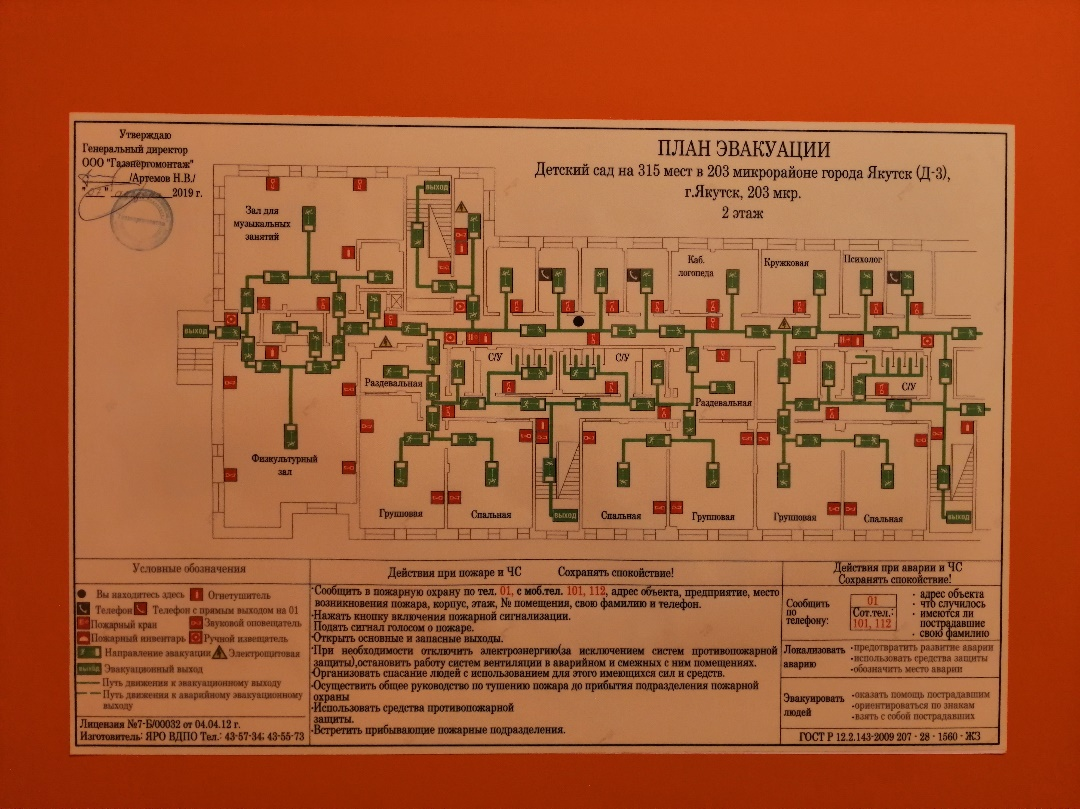 Утверждаю
Генеральный директор
ООО "Газэнергомонтаж"
/Артемов Н.В./
2019 г.
ПЛАН ЭВАКУАЦИИ
Детский сад на 315 мест в 203 микрорайоне города Якутск (Д-3),
г.Якутск, 203 мкр.
2 этаж
ВЫХОД
Зал для
музыкальных
занятий
Каб.
логопеда
Кружковая
Психолог
ВЫХОД
С/У
С/У
С/У
Раздевальная
Раздевальная
Физкультурный
зал
Групповая
Спальная
ВЫХОД
Спальная
Групповая
Групповая
Спальная
ВЫХОД
Условные обозначения
Вы находитесь здесь
Огнетушитель
Телефон
Телефон с прямым выходом на 01
Пожарный кран
Звуковой оповещатель
Пожарный инвентарь
Ручной извещатель
Направление эвакуации
Электрощитовая
ВЫХОД
Эвакуационный выход
Путь движения к эвакуационному выходу
Путь движения к аварийному эвакуационному
выходу
Лицензия №7-Б/00032 от 04.04.12 г.
Изготовитель: ЯРО ВДПО Тел.: 43-57-34; 43-55-73
Действия при пожаре и ЧС Сохранять спокойствие!
·Сообщить в пожарную охрану по тел. 01, с моб.тел. 101, 112, адрес объекта, предприятие, место
возникновения пожара, корпус, этаж, № помещения, свою фамилию и телефон.
·Нажать кнопку включения пожарной сигнализации.
Подать сигнал голосом о пожаре.
·Открыть основные и запасные выходы.
·При необходимости отключить электроэнергию(за исключением систем противопожарной
защиты),остановить работу систем вентиляции в аварийном и смежных с ним помещениях.
·Организовать спасание людей с использованием для этого имеющихся сил и средств.
·Осуществить общее руководство по тушению пожара до прибытия подразделения пожарной
охраны
·Использовать средства противопожарной
защиты.
·Встретить прибывающие пожарные подразделения.
Действия при аварии и ЧС
Сохранять спокойствие!
Сообщить
по
телефону:
01
Сот.тел.:
101, 112
· адрес объекта
· что случилось
· имеются ли
пострадавшие
· свою фамилию
Локализовать
аварию
·предотвратить развитие аварии
·использовать средства защиты
·обозначить место аварии
Эвакуировать
людей
·оказать помощь пострадавшим
·ориентироваться по знакам
·взять с собой пострадавших
ГОСТ Р 12.2.143-2009 207 - 28 - 1560 - ЖЗ